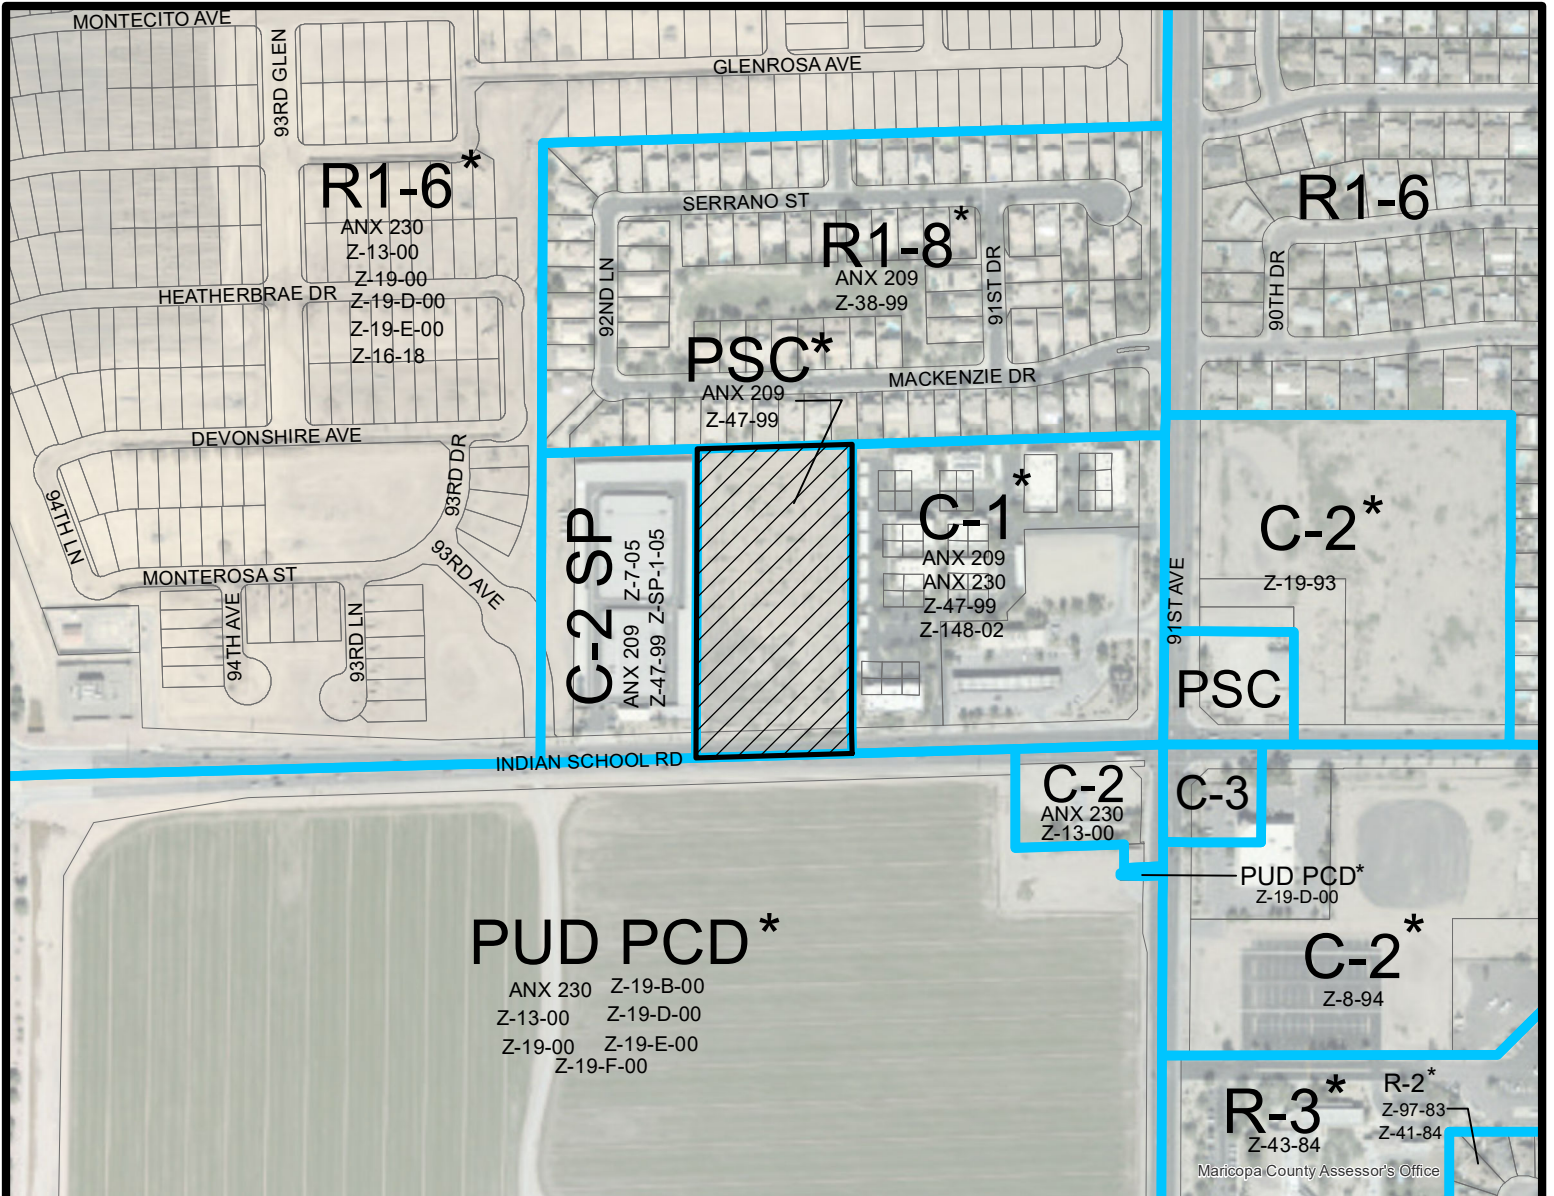 MONTECITO AVE
93RD GLEN
GLENROSA AVE
R1-6*
ANX 230
Z-13-00
Z-19-00
Z-19-D-00
Z-19-E-00
Z-16-18
HEATHERBRAE DR
SERRANO ST
R1-8*
ANX 209
Z-38-99
92ND LN
91ST DR
R1-6
90TH DR
PSC*
ANX 209
Z-47-99
MACKENZIE DR
DEVONSHIRE AVE
93RD DR
94TH LN
93RD AVE
MONTEROSA ST
94TH AVE
93RD LN
C-2 SP
ANX 209 Z-7-05
Z-47-99 Z-SP-1-05
C-1*
ANX 209
ANX 230
Z-47-99
Z-148-02
91ST AVE
C-2*
Z-19-93
PSC
INDIAN SCHOOL RD
C-2
ANX 230
Z-13-00
C-3
PUD PCD*
Z-19-D-00
PUD PCD*
ANX 230 Z-19-B-00
Z-13-00 Z-19-D-00
Z-19-00 Z-19-E-00
Z-19-F-00
C-2*
Z-8-94
R-3*
Z-43-84
R-2*
Z-97-83
Z-41-84
Maricopa County Assessor's Office